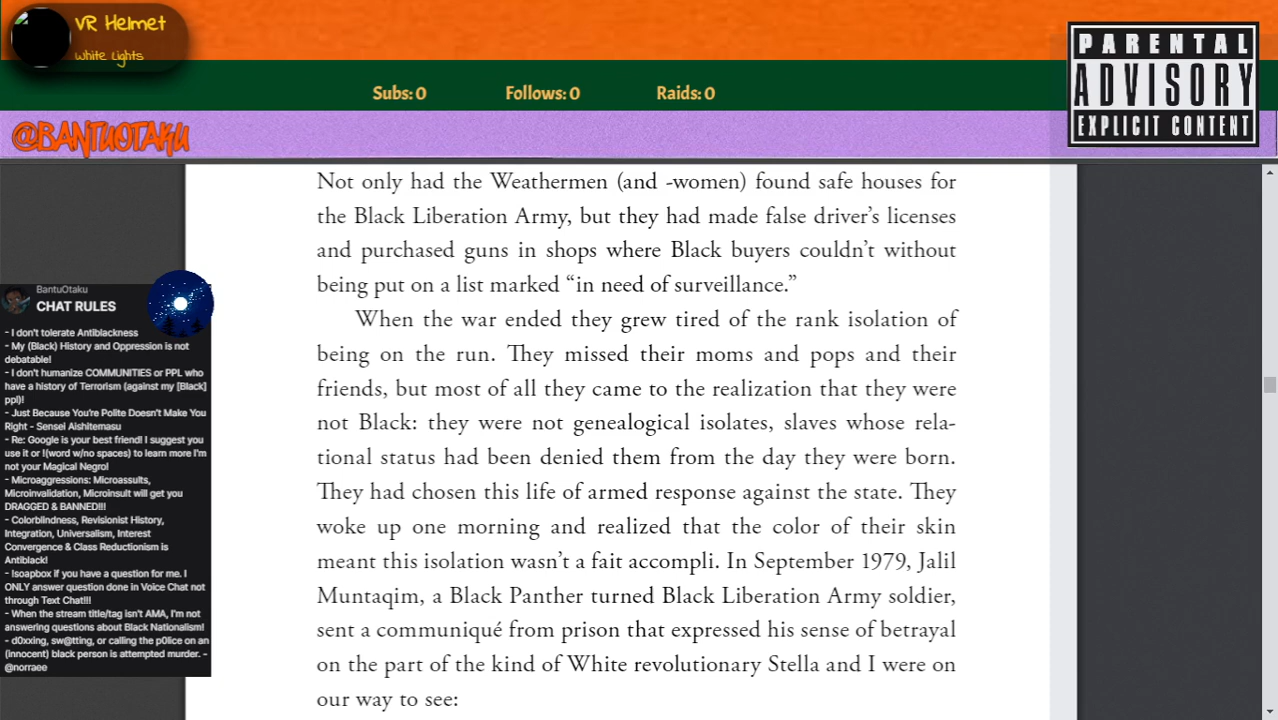 VR Helmet
White Lights
PARENTAL
ADVISORY
EXPLICIT CONTENT
Subs: 0 Follows: 0 Raids: 0
@BANTUOTAKU
Not only had the Weathermen (and -women) found safe houses for
the Black Liberation Army, but they had made false driver’s licenses
and purchased guns in shops where Black buyers couldn’t without
being put on a list marked “in need of surveillance.”
When the war ended they grew tired of the rank isolation of
being on the run. They missed their moms and pops and their
friends, but most of all they came to the realization that they were
not Black: they were not genealogical isolates, slaves whose rela-
tional status had been denied them from the day they were born.
They had chosen this life of armed response against the state. They
woke up one morning and realized that the color of their skin
meant this isolation wasn’t a fait accompli. In September 1979, Jalil
Muntaqim, a Black Panther turned Black Liberation Army soldier,
sent a communiqué from prison that expressed his sense of betrayal
on the part of the kind of White revolutionary Stella and I were on
our way to see:
BantuOtaku
CHAT RULES
- I don't tolerate Antiblackness
- My (Black) History and Oppression is not
debatable!
- I don't humanize COMMUNITIES or PPL who
have a history of Terrorism (against my [Black]
ppl)!
- Just Because You're Polite Doesn't Make You
Right - Sensei Aishitemasu
- Re: Google is your best friend! I suggest you
use it or !(word w/no spaces) to learn more I'm
not your Magical Negro!
- Microaggressions: Microassults,
Microinvalidation, Microinsult will get you
DRAGGED & BANNED!!!
- Colorblindness, Revisionist History,
Integration, Universalism, Interest
Convergence & Class Reductionism is
Antiblack!
- !soapbox if you have a question for me. I
ONLY answer question done in Voice Chat not
through Text Chat!!!
- When the stream title/tag isn't AMA, I'm not
answering questions about Black Nationalism!
- d0xxing, sw@tting, or calling the p0lice on an
(innocent) black person is attempted murder. -
@norraee